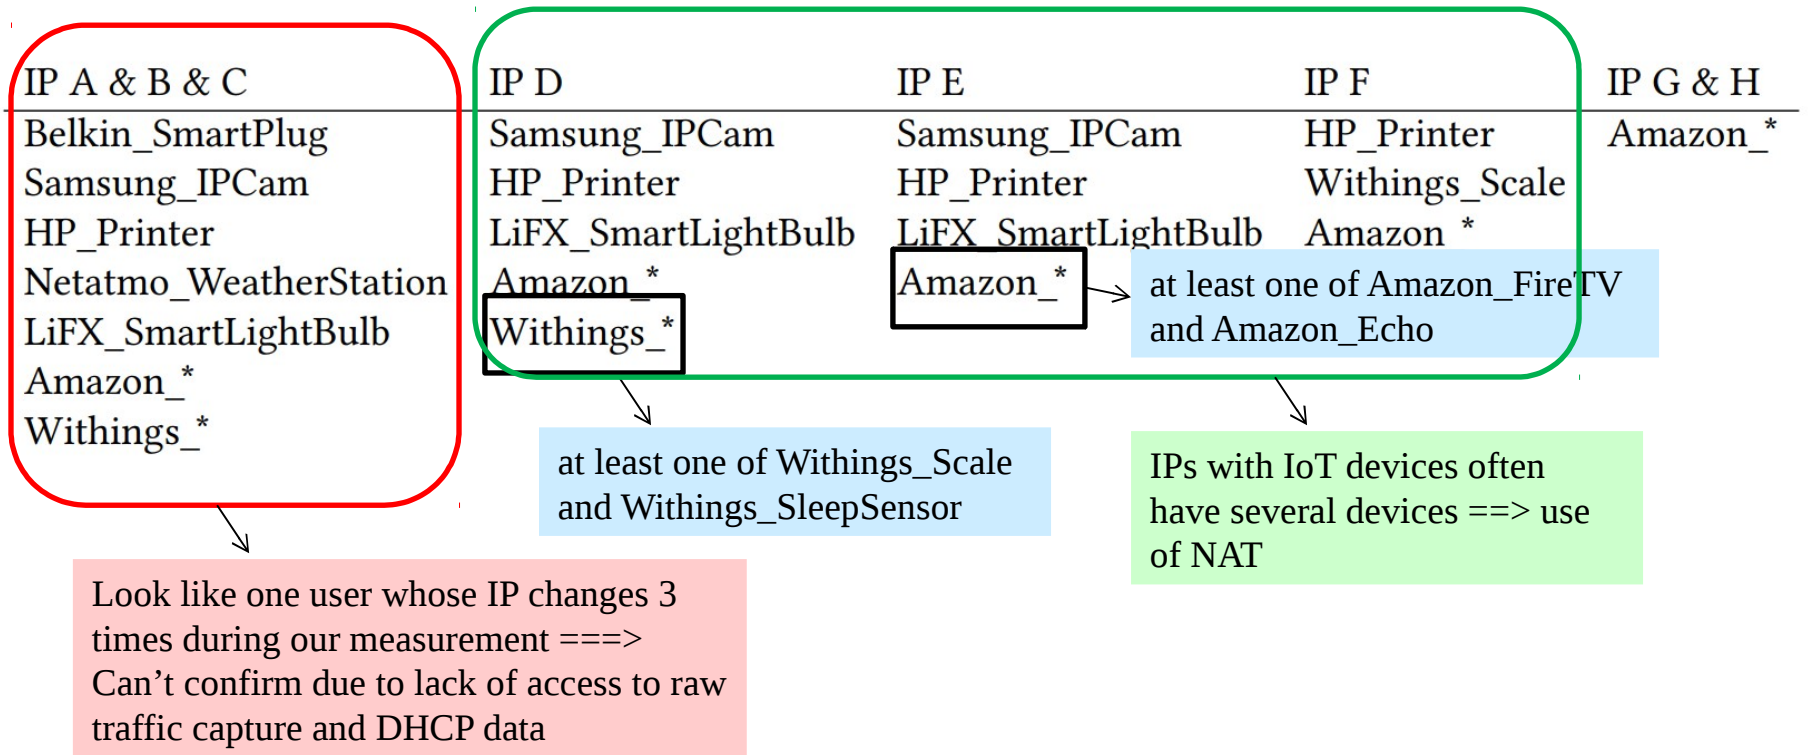 IP A & B & C
Belkin_SmartPlug
Samsung_IPCam
HP_Printer
Netatmo_WeatherStation
LiFX_SmartLightBulb
Amazon_*
Withings_*
IP D
Samsung_IPCam
HP_Printer
LiFX_SmartLightBulb
Amazon_*
Withings_*
IP E
Samsung_IPCam
HP_Printer
LiFX_SmartLightBulb
Amazon_*
IP F
HP_Printer
Withings_Scale
Amazon_*
IP G & H
Amazon_*
at least one of Amazon_FireTV
and Amazon_Echo
at least one of Withings_Scale
and Withings_SleepSensor
IPs with IoT devices often
have several devices ==> use
of NAT
Look like one user whose IP changes 3
times during our measurement ===>
Can’t confirm due to lack of access to raw
traffic capture and DHCP data